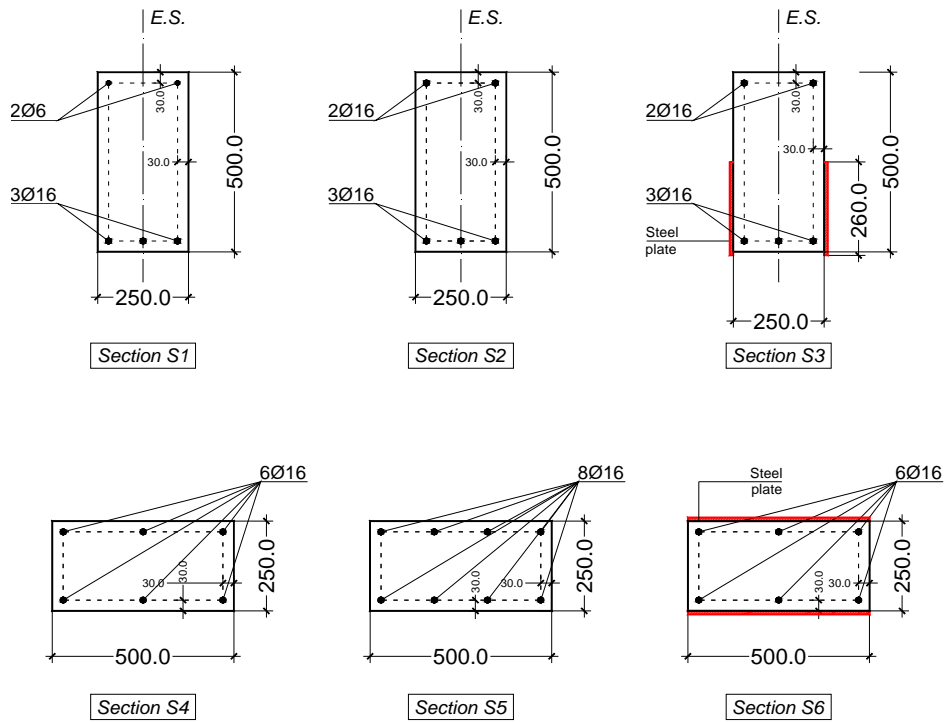 E.S.
2Ø6
30.0
30.0
500.0
3Ø16
250.0
Section S1
E.S.
2Ø16
30.0
30.0
500.0
3Ø16
250.0
Section S2
E.S.
2Ø16
30.0
30.0
500.0
260.0
3Ø16
Steel
plate
250.0
Section S3
6Ø16
30.0
30.0
250.0
500.0
Section S4
8Ø16
30.0
30.0
250.0
500.0
Section S5
Steel
plate
6Ø16
30.0
30.0
250.0
500.0
Section S6